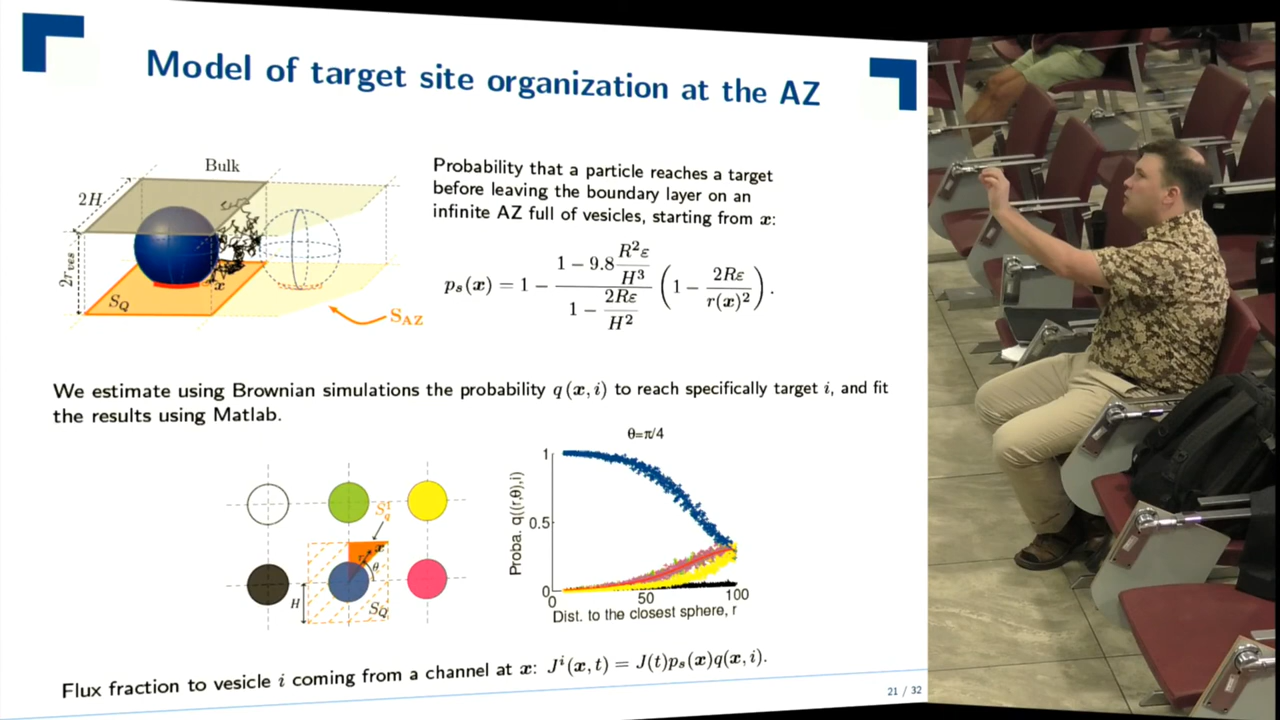 Model of target site organization at the AZ
Bulk
2H
2r_ves
S_Q
x
S_AZ
Probability that a particle reaches a target
before leaving the boundary layer on an
infinite AZ full of vesicles, starting from x:
p_s(x) = 1 − (1 − 9.8 R²ε/H³)/(1 − 2Rε/H²) (1 − 2Rε/r(x)²).
We estimate using Brownian simulations the probability q(x, i) to reach specifically target i, and fit
the results using Matlab.
S_q^1
x
r
θ
H
S_Q
θ=π/4
Proba. q((r,θ),i)
1
0.5
0
0 50 100
Dist. to the closest sphere, r
Flux fraction to vesicle i coming from a channel at x: J^i(x, t) = J(t)p_s(x)q(x, i).
21 / 32